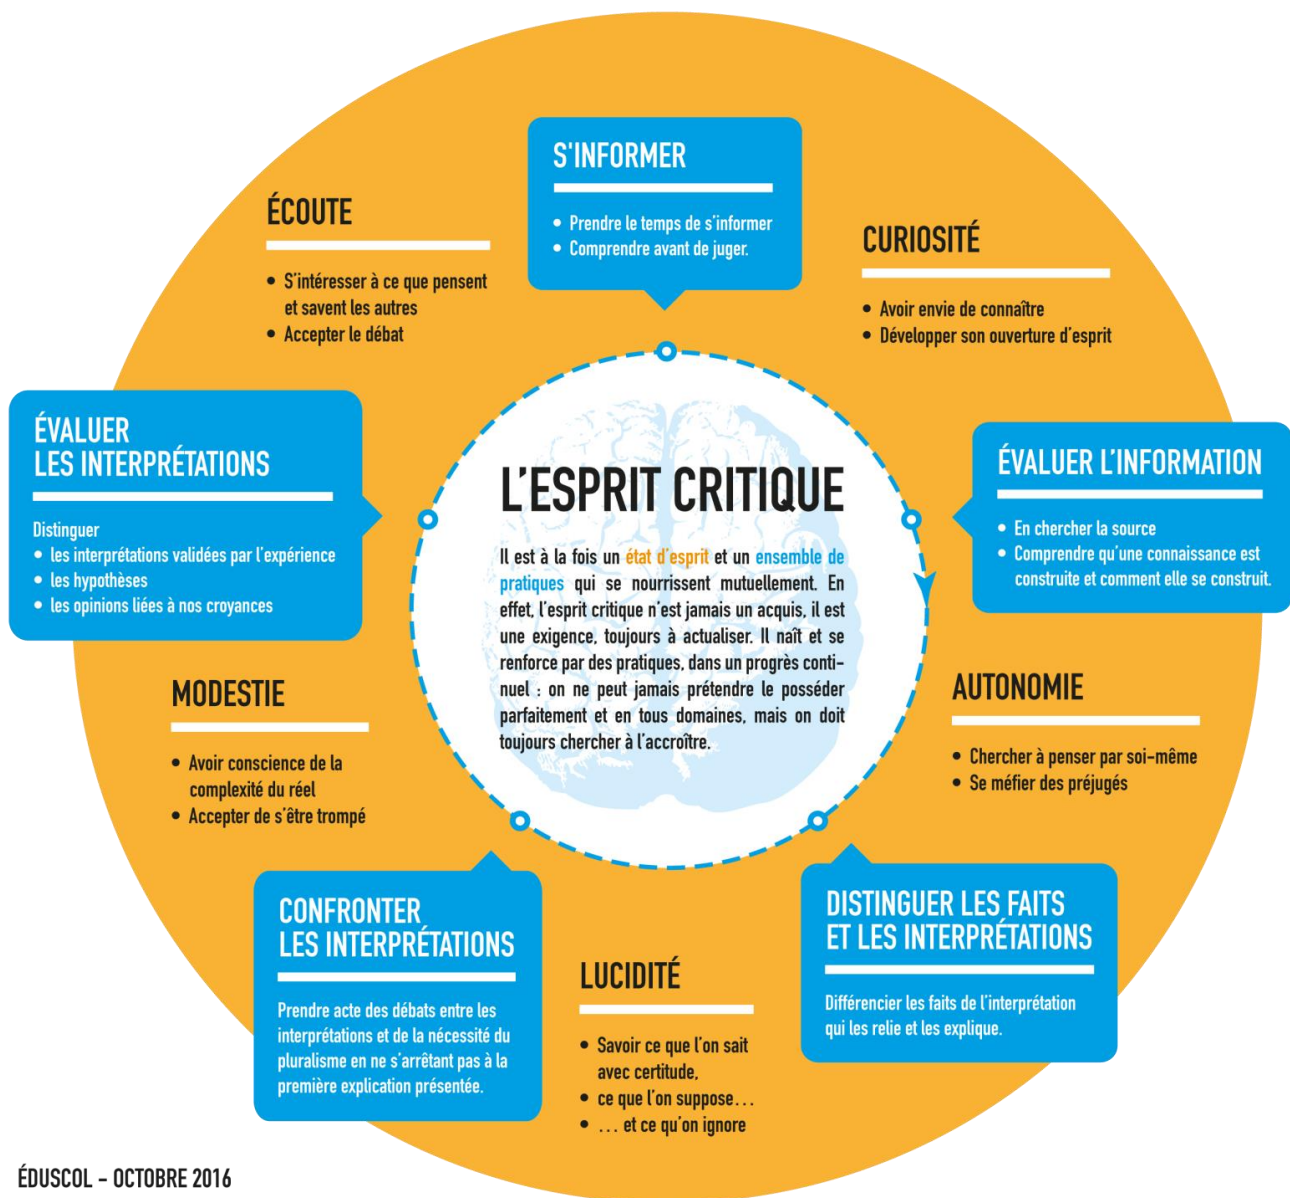 S'INFORMER
• Prendre le temps de s'informer
• Comprendre avant de juger.
CURIOSITÉ
• Avoir envie de connaître
• Développer son ouverture d'esprit
ÉVALUER L'INFORMATION
• En chercher la source
• Comprendre qu'une connaissance est
construite et comment elle se construit.
AUTONOMIE
• Chercher à penser par soi-même
• Se méfier des préjugés
DISTINGUER LES FAITS
ET LES INTERPRÉTATIONS
Différencier les faits de l'interprétation
qui les relie et les explique.
LUCIDITÉ
• Savoir ce que l'on sait
avec certitude,
• ce que l'on suppose…
• … et ce qu'on ignore
CONFRONTER
LES INTERPRÉTATIONS
Prendre acte des débats entre les
interprétations et de la nécessité du
pluralisme en ne s'arrêtant pas à la
première explication présentée.
MODESTIE
• Avoir conscience de la
complexité du réel
• Accepter de s'être trompé
ÉVALUER
LES INTERPRÉTATIONS
Distinguer
• les interprétations validées par l'expérience
• les hypothèses
• les opinions liées à nos croyances
ÉCOUTE
• S'intéresser à ce que pensent
et savent les autres
• Accepter le débat
L'ESPRIT CRITIQUE
Il est à la fois un état d'esprit et un ensemble de
pratiques qui se nourrissent mutuellement. En
effet, l'esprit critique n'est jamais un acquis, il est
une exigence, toujours à actualiser. Il naît et se
renforce par des pratiques, dans un progrès conti-
nuel : on ne peut jamais prétendre le posséder
parfaitement et en tous domaines, mais on doit
toujours chercher à l'accroître.
ÉDUSCOL - OCTOBRE 2016